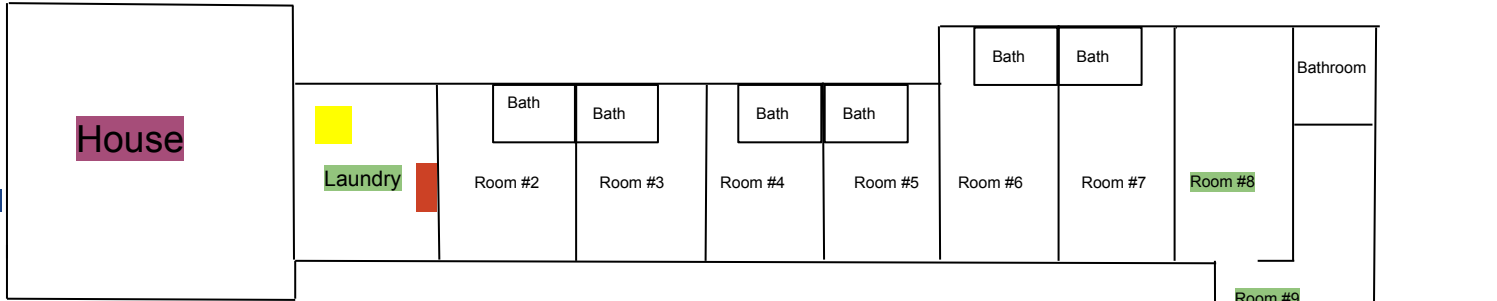 House
Laundry
Bath
Room #2
Bath
Room #3
Bath
Room #4
Bath
Room #5
Bath
Room #6
Bath
Room #7
Room #8
Bathroom
Room #9